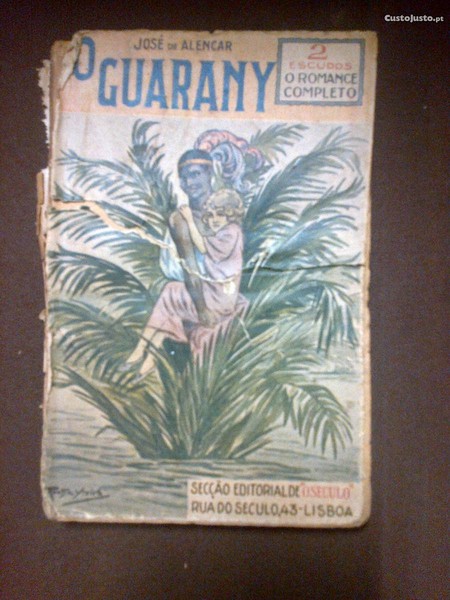 CustoJusto.pt
JOSÉ DE ALENCAR
O GUARANY
2
ESCUDOS
O ROMANCE
COMPLETO
SECÇÃO EDITORIAL DE "O SECULO"
RUA DO SECULO, 43 - LISBOA